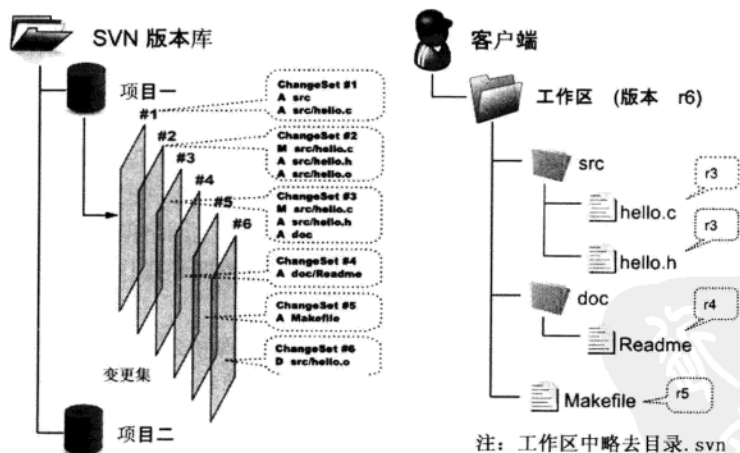 SVN 版本库
项目一
#1
#2
#3
#4
#5
#6
ChangeSet #1
A src
A src/hello.c
ChangeSet #2
M src/hello.c
A src/hello.h
A src/hello.o
ChangeSet #3
M src/hello.c
A src/hello.h
A doc
ChangeSet #4
A doc/Readme
ChangeSet #5
A Makefile
ChangeSet #6
D src/hello.o
变更集
项目二
客户端
工作区 (版本 r6)
src
r3
hello.c
r3
hello.h
doc
r4
Readme
Makefile
r5
注: 工作区中略去目录.svn